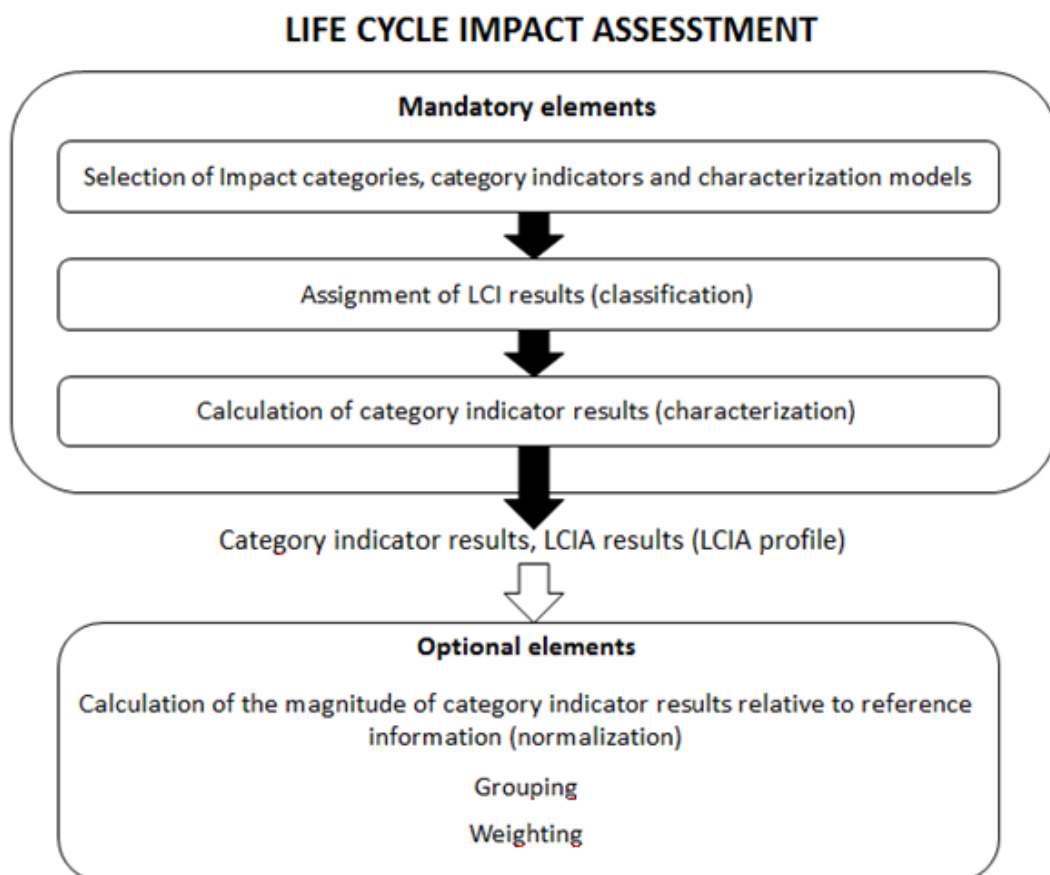 LIFE CYCLE IMPACT ASSESSTMENT
Mandatory elements
Selection of Impact categories, category indicators and characterization models
Assignment of LCI results (classification)
Calculation of category indicator results (characterization)
Category indicator results, LCIA results (LCIA profile)
Optional elements
Calculation of the magnitude of category indicator results relative to reference
information (normalization)
Grouping
Weighting